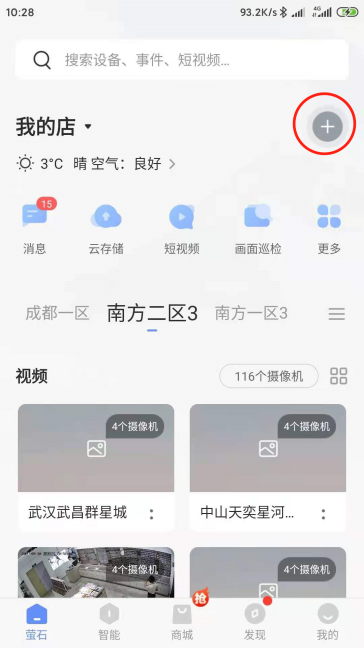 10:28 93.2K/s 4G
搜索设备、事件、短视频...
我的店
3°C 晴 空气：良好
15
消息 云存储 短视频 画面巡检 更多
成都一区 南方二区3 南方一区3
视频 116个摄像机
4个摄像机 4个摄像机
武汉武昌群星城 中山天奕星河...
4个摄像机 4个摄像机
抢
萤石 智能 商城 发现 我的